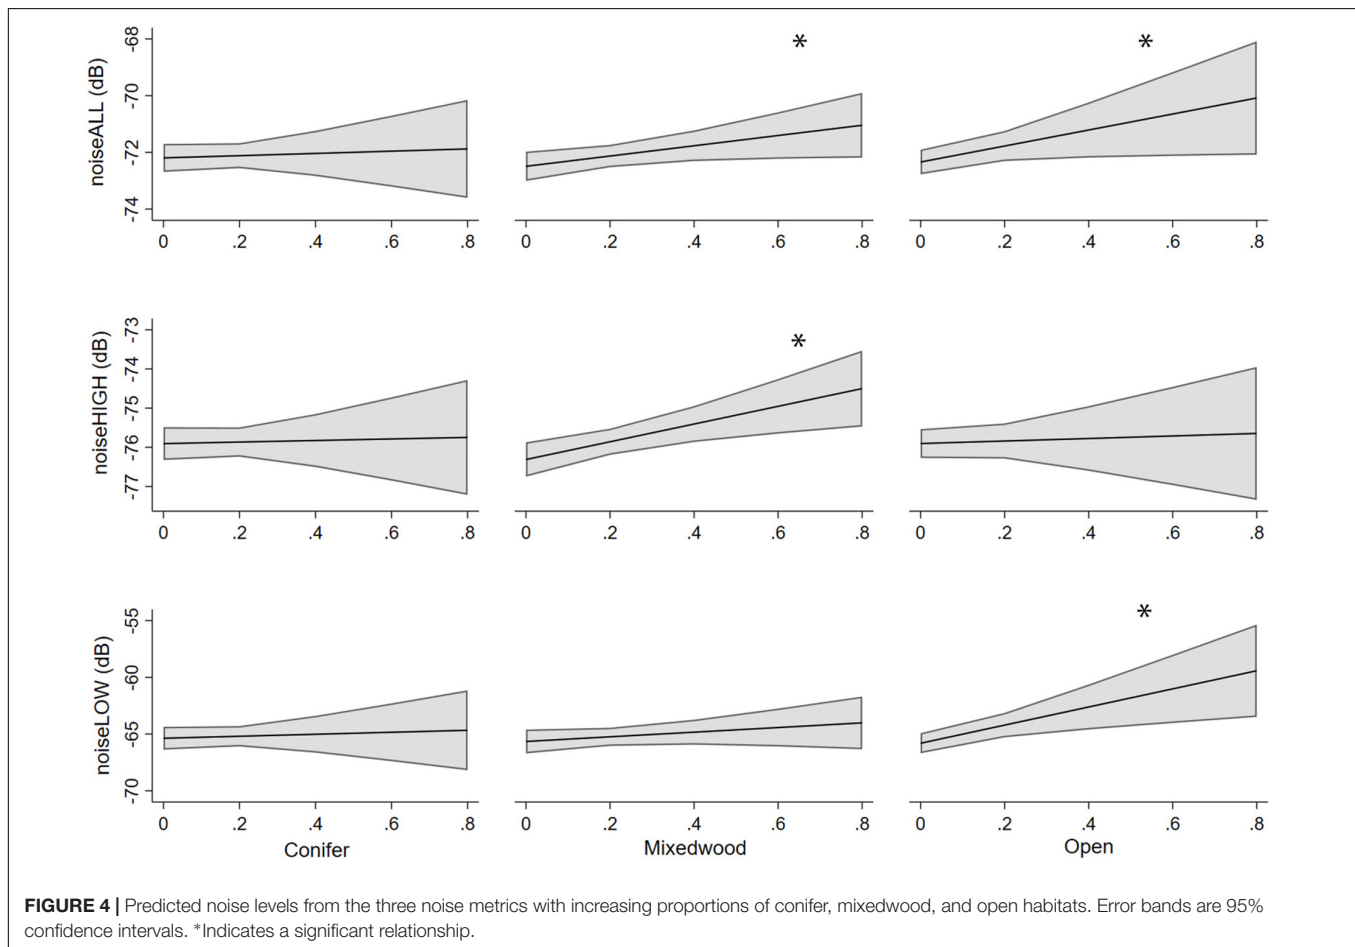 noiseALL (dB)
-68
-70
-72
-74
*
*
0 .2 .4 .6 .8
0 .2 .4 .6 .8
0 .2 .4 .6 .8
noiseHIGH (dB)
-73
-74
-75
-76
-77
*
0 .2 .4 .6 .8
0 .2 .4 .6 .8
0 .2 .4 .6 .8
noiseLOW (dB)
-55
-60
-65
-70
*
0 .2 .4 .6 .8
0 .2 .4 .6 .8
0 .2 .4 .6 .8
Conifer
Mixedwood
Open
FIGURE 4 | Predicted noise levels from the three noise metrics with increasing proportions of conifer, mixedwood, and open habitats. Error bands are 95%
confidence intervals. *Indicates a significant relationship.